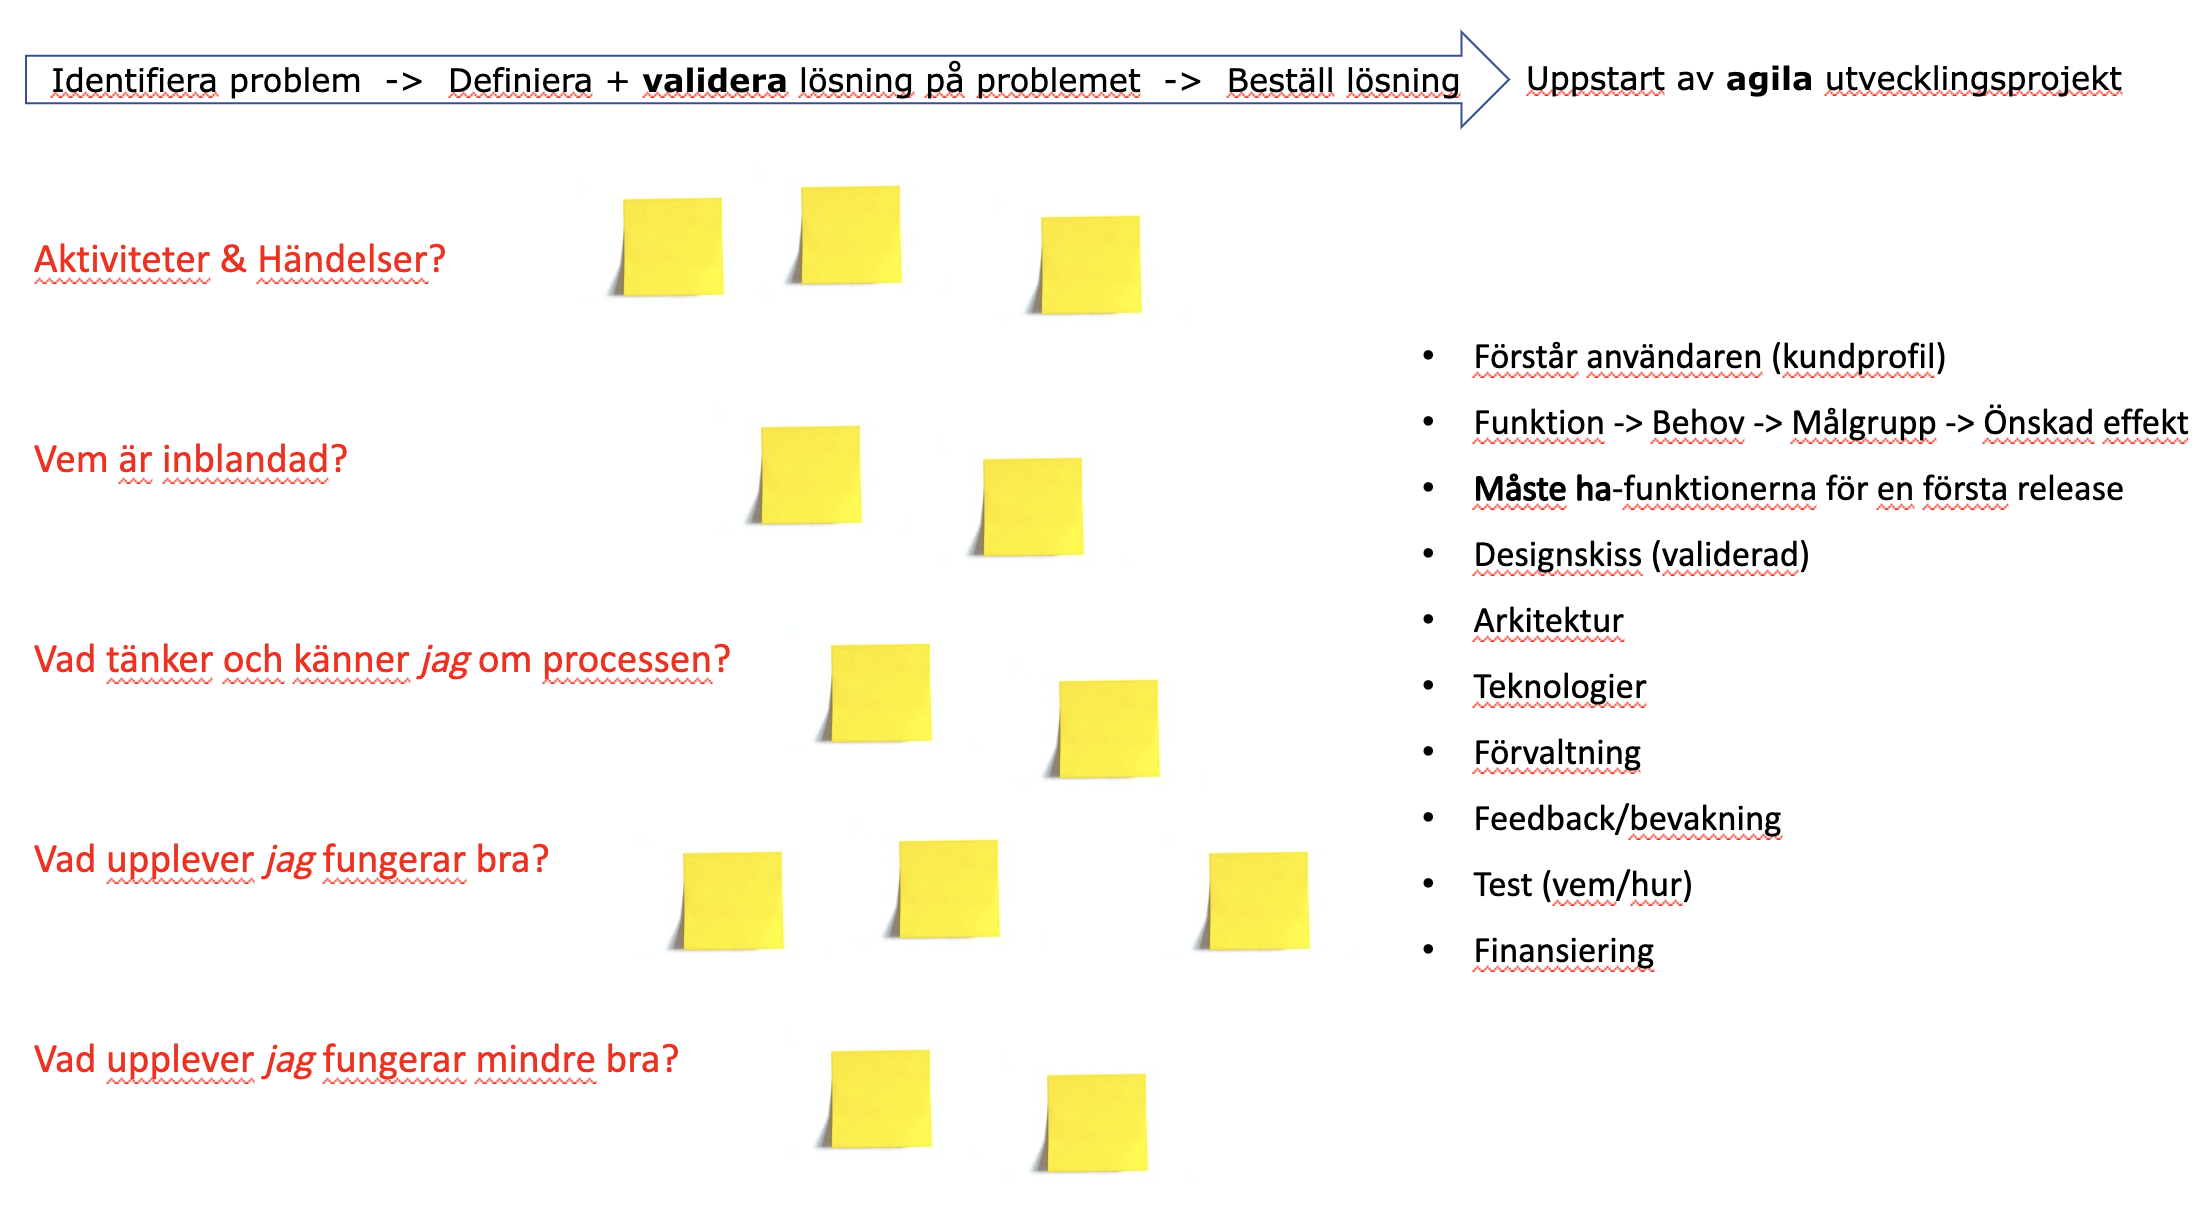 Identifiera problem -> Definiera + validera lösning på problemet -> Beställ lösning
Uppstart av agila utvecklingsprojekt
Aktiviteter & Händelser?
Vem är inblandad?
Vad tänker och känner jag om processen?
Vad upplever jag fungerar bra?
Vad upplever jag fungerar mindre bra?
• Förstår användaren (kundprofil)
• Funktion -> Behov -> Målgrupp -> Önskad effekt
• Måste ha-funktionerna för en första release
• Designskiss (validerad)
• Arkitektur
• Teknologier
• Förvaltning
• Feedback/bevakning
• Test (vem/hur)
• Finansiering